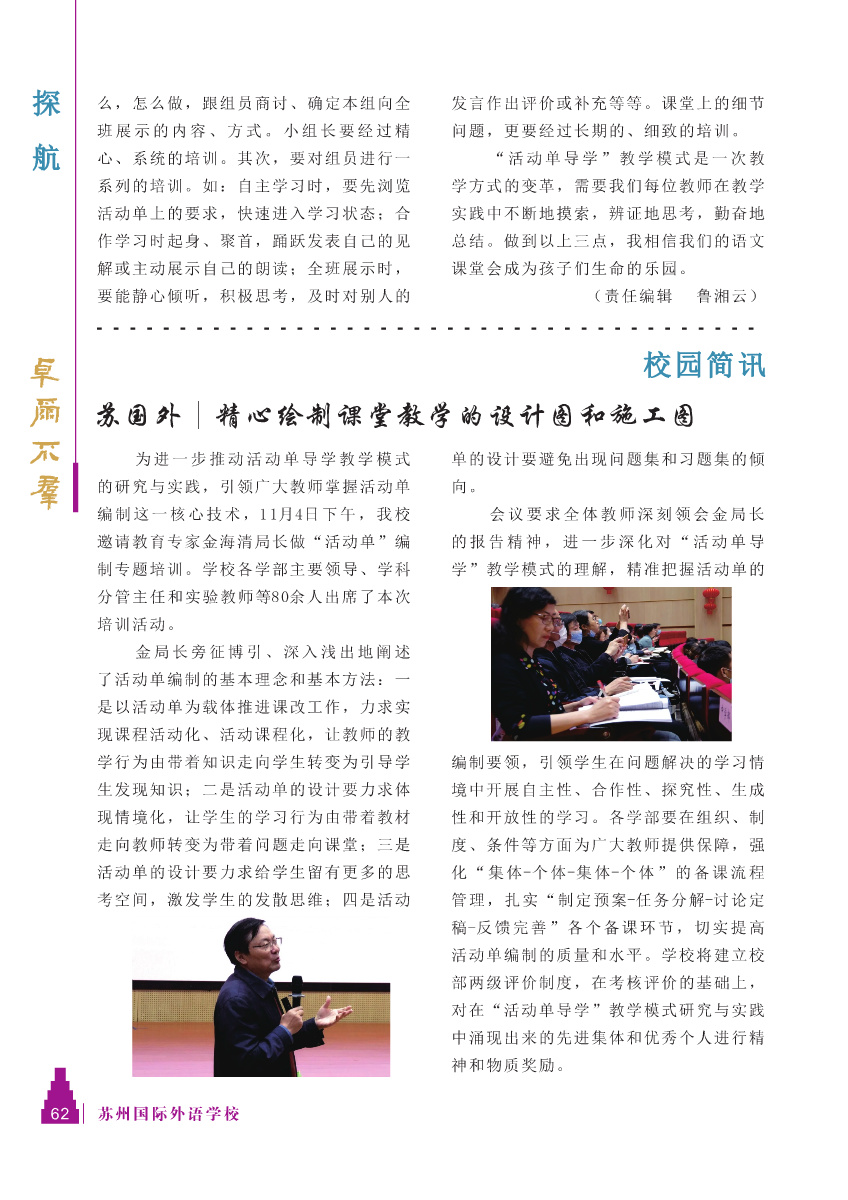 探
航
卓爾不羣
么，怎么做，跟组员商讨、确定本组向全
班展示的内容、方式。小组长要经过精
心、系统的培训。其次，要对组员进行一
系列的培训。如：自主学习时，要先浏览
活动单上的要求，快速进入学习状态；合
作学习时起身、聚首，踊跃发表自己的见
解或主动展示自己的朗读；全班展示时，
要能静心倾听，积极思考，及时对别人的
发言作出评价或补充等等。课堂上的细节
问题，更要经过长期的、细致的培训。
“活动单导学”教学模式是一次教
学方式的变革，需要我们每位教师在教学
实践中不断地摸索，辨证地思考，勤奋地
总结。做到以上三点，我相信我们的语文
课堂会成为孩子们生命的乐园。
（责任编辑 鲁湘云）
校园简讯
苏国外｜精心绘制课堂教学的设计图和施工图
为进一步推动活动单导学教学模式
的研究与实践，引领广大教师掌握活动单
编制这一核心技术，11月4日下午，我校
邀请教育专家金海清局长做“活动单”编
制专题培训。学校各学部主要领导、学科
分管主任和实验教师等80余人出席了本次
培训活动。
金局长旁征博引、深入浅出地阐述
了活动单编制的基本理念和基本方法：一
是以活动单为载体推进课改工作，力求实
现课程活动化、活动课程化，让教师的教
学行为由带着知识走向学生转变为引导学
生发现知识；二是活动单的设计要力求体
现情境化，让学生的学习行为由带着教材
走向教师转变为带着问题走向课堂；三是
活动单的设计要力求给学生留有更多的思
考空间，激发学生的发散思维；四是活动
单的设计要避免出现问题集和习题集的倾
向。
会议要求全体教师深刻领会金局长
的报告精神，进一步深化对“活动单导
学”教学模式的理解，精准把握活动单的
编制要领，引领学生在问题解决的学习情
境中开展自主性、合作性、探究性、生成
性和开放性的学习。各学部要在组织、制
度、条件等方面为广大教师提供保障，强
化“集体-个体-集体-个体”的备课流程
管理，扎实“制定预案-任务分解-讨论定
稿-反馈完善”各个备课环节，切实提高
活动单编制的质量和水平。学校将建立校
部两级评价制度，在考核评价的基础上，
对在“活动单导学”教学模式研究与实践
中涌现出来的先进集体和优秀个人进行精
神和物质奖励。
62
苏州国际外语学校